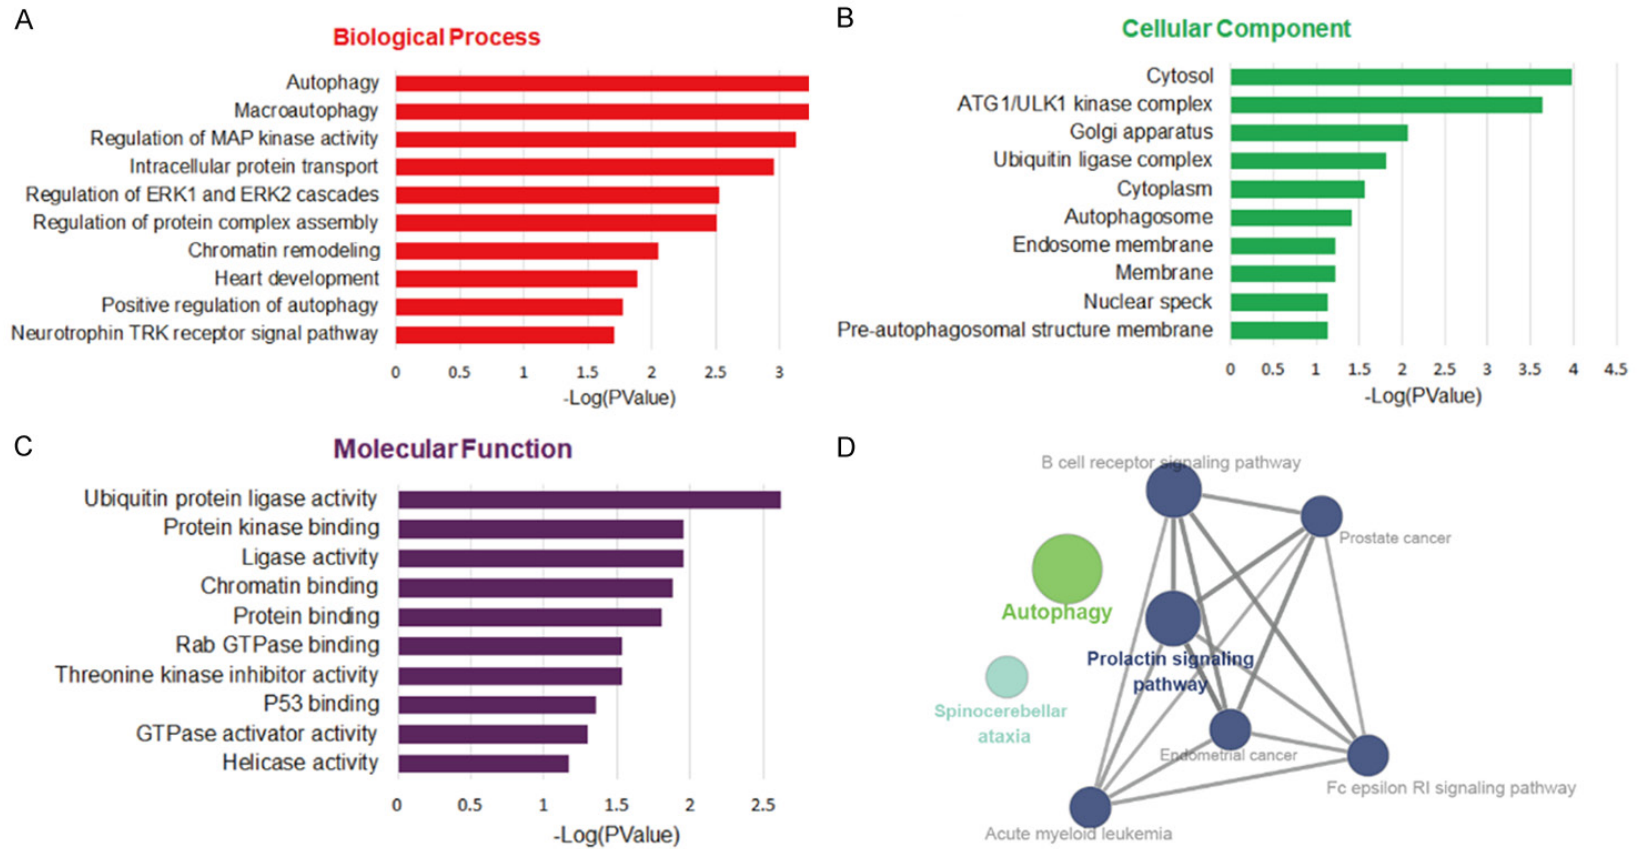 A
Biological Process
Autophagy
Macroautophagy
Regulation of MAP kinase activity
Intracellular protein transport
Regulation of ERK1 and ERK2 cascades
Regulation of protein complex assembly
Chromatin remodeling
Heart development
Positive regulation of autophagy
Neurotrophin TRK receptor signal pathway
0 0.5 1 1.5 2 2.5 3
-Log(PValue)
B
Cellular Component
Cytosol
ATG1/ULK1 kinase complex
Golgi apparatus
Ubiquitin ligase complex
Cytoplasm
Autophagosome
Endosome membrane
Membrane
Nuclear speck
Pre-autophagosomal structure membrane
0 0.5 1 1.5 2 2.5 3 3.5 4 4.5
-Log(PValue)
C
Molecular Function
Ubiquitin protein ligase activity
Protein kinase binding
Ligase activity
Chromatin binding
Protein binding
Rab GTPase binding
Threonine kinase inhibitor activity
P53 binding
GTPase activator activity
Helicase activity
0 0.5 1 1.5 2 2.5
-Log(PValue)
D
B cell receptor signaling pathway
Prostate cancer
Autophagy
Prolactin signaling
pathway
Spinocerebellar
ataxia
Endometrial cancer
Fc epsilon RI signaling pathway
Acute myeloid leukemia